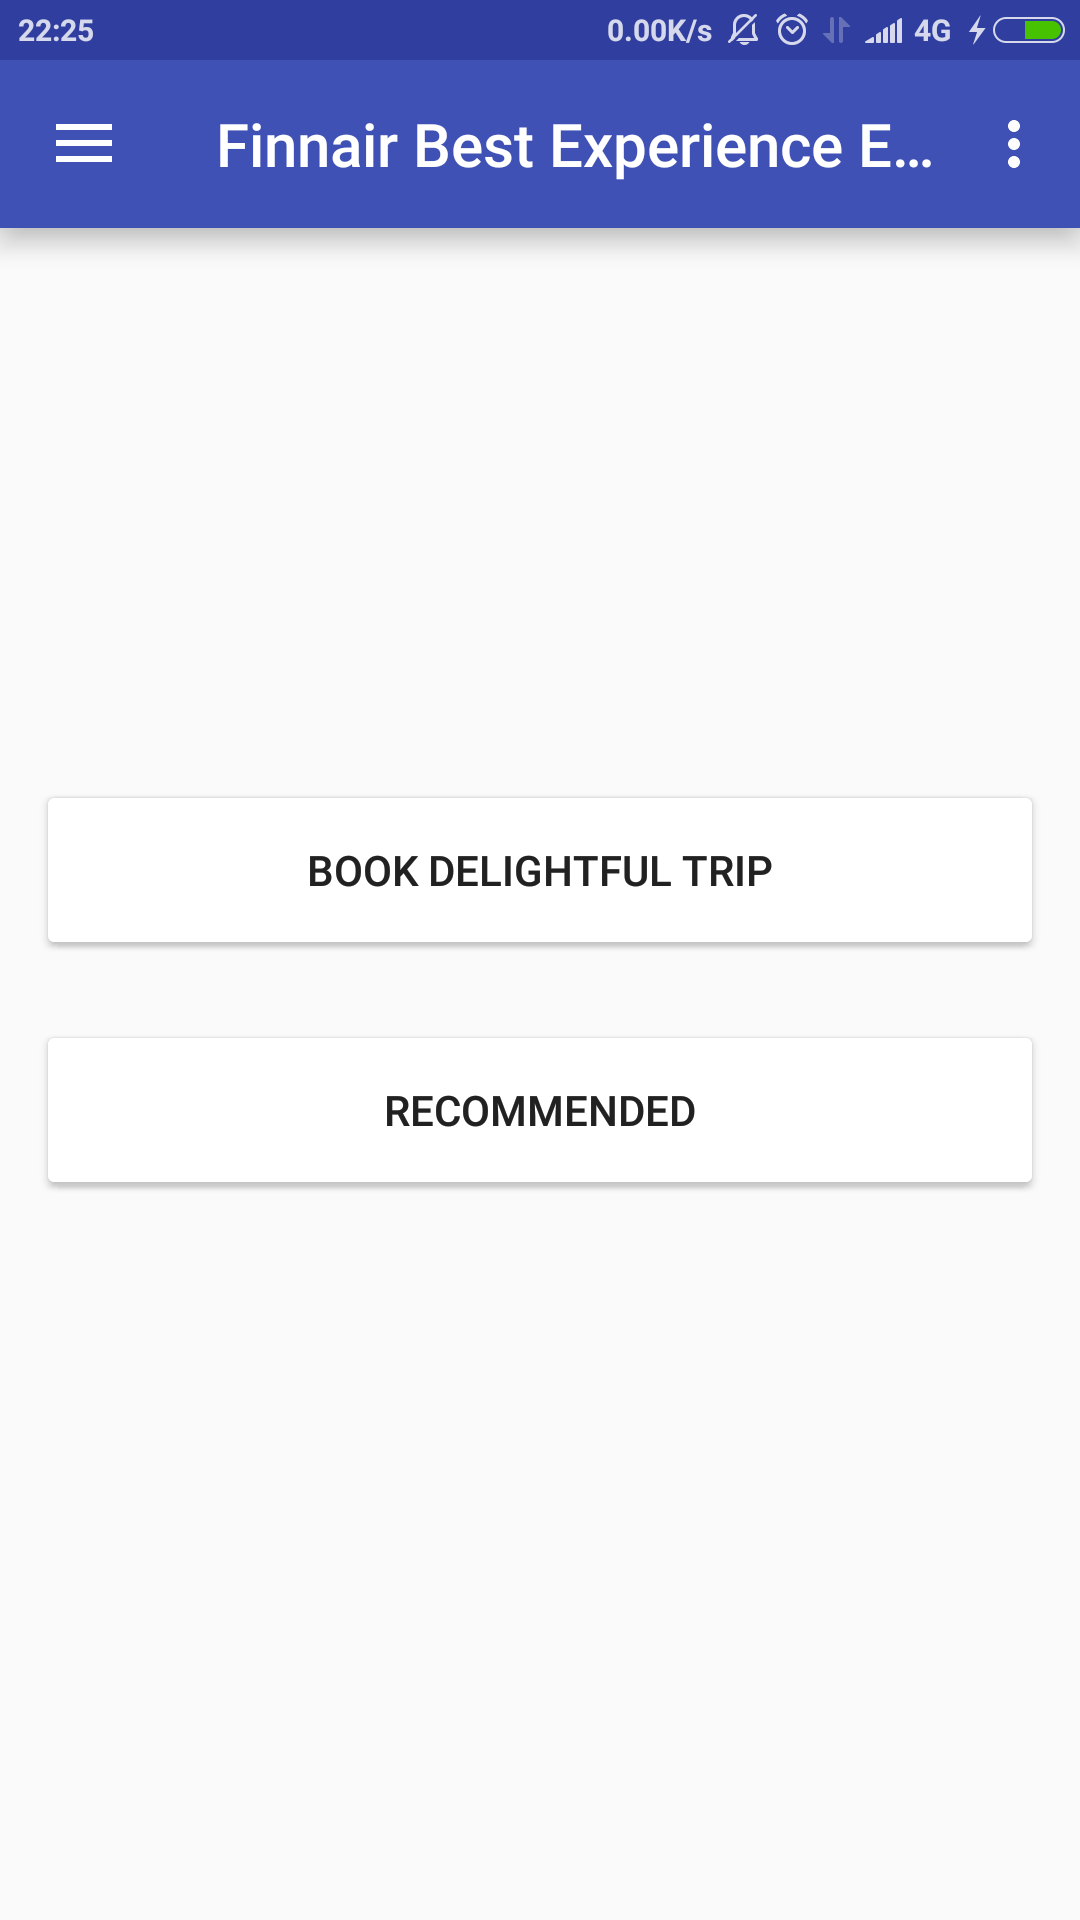 22:25 0.00K/s 4G
Finnair Best Experience E...
BOOK DELIGHTFUL TRIP
RECOMMENDED